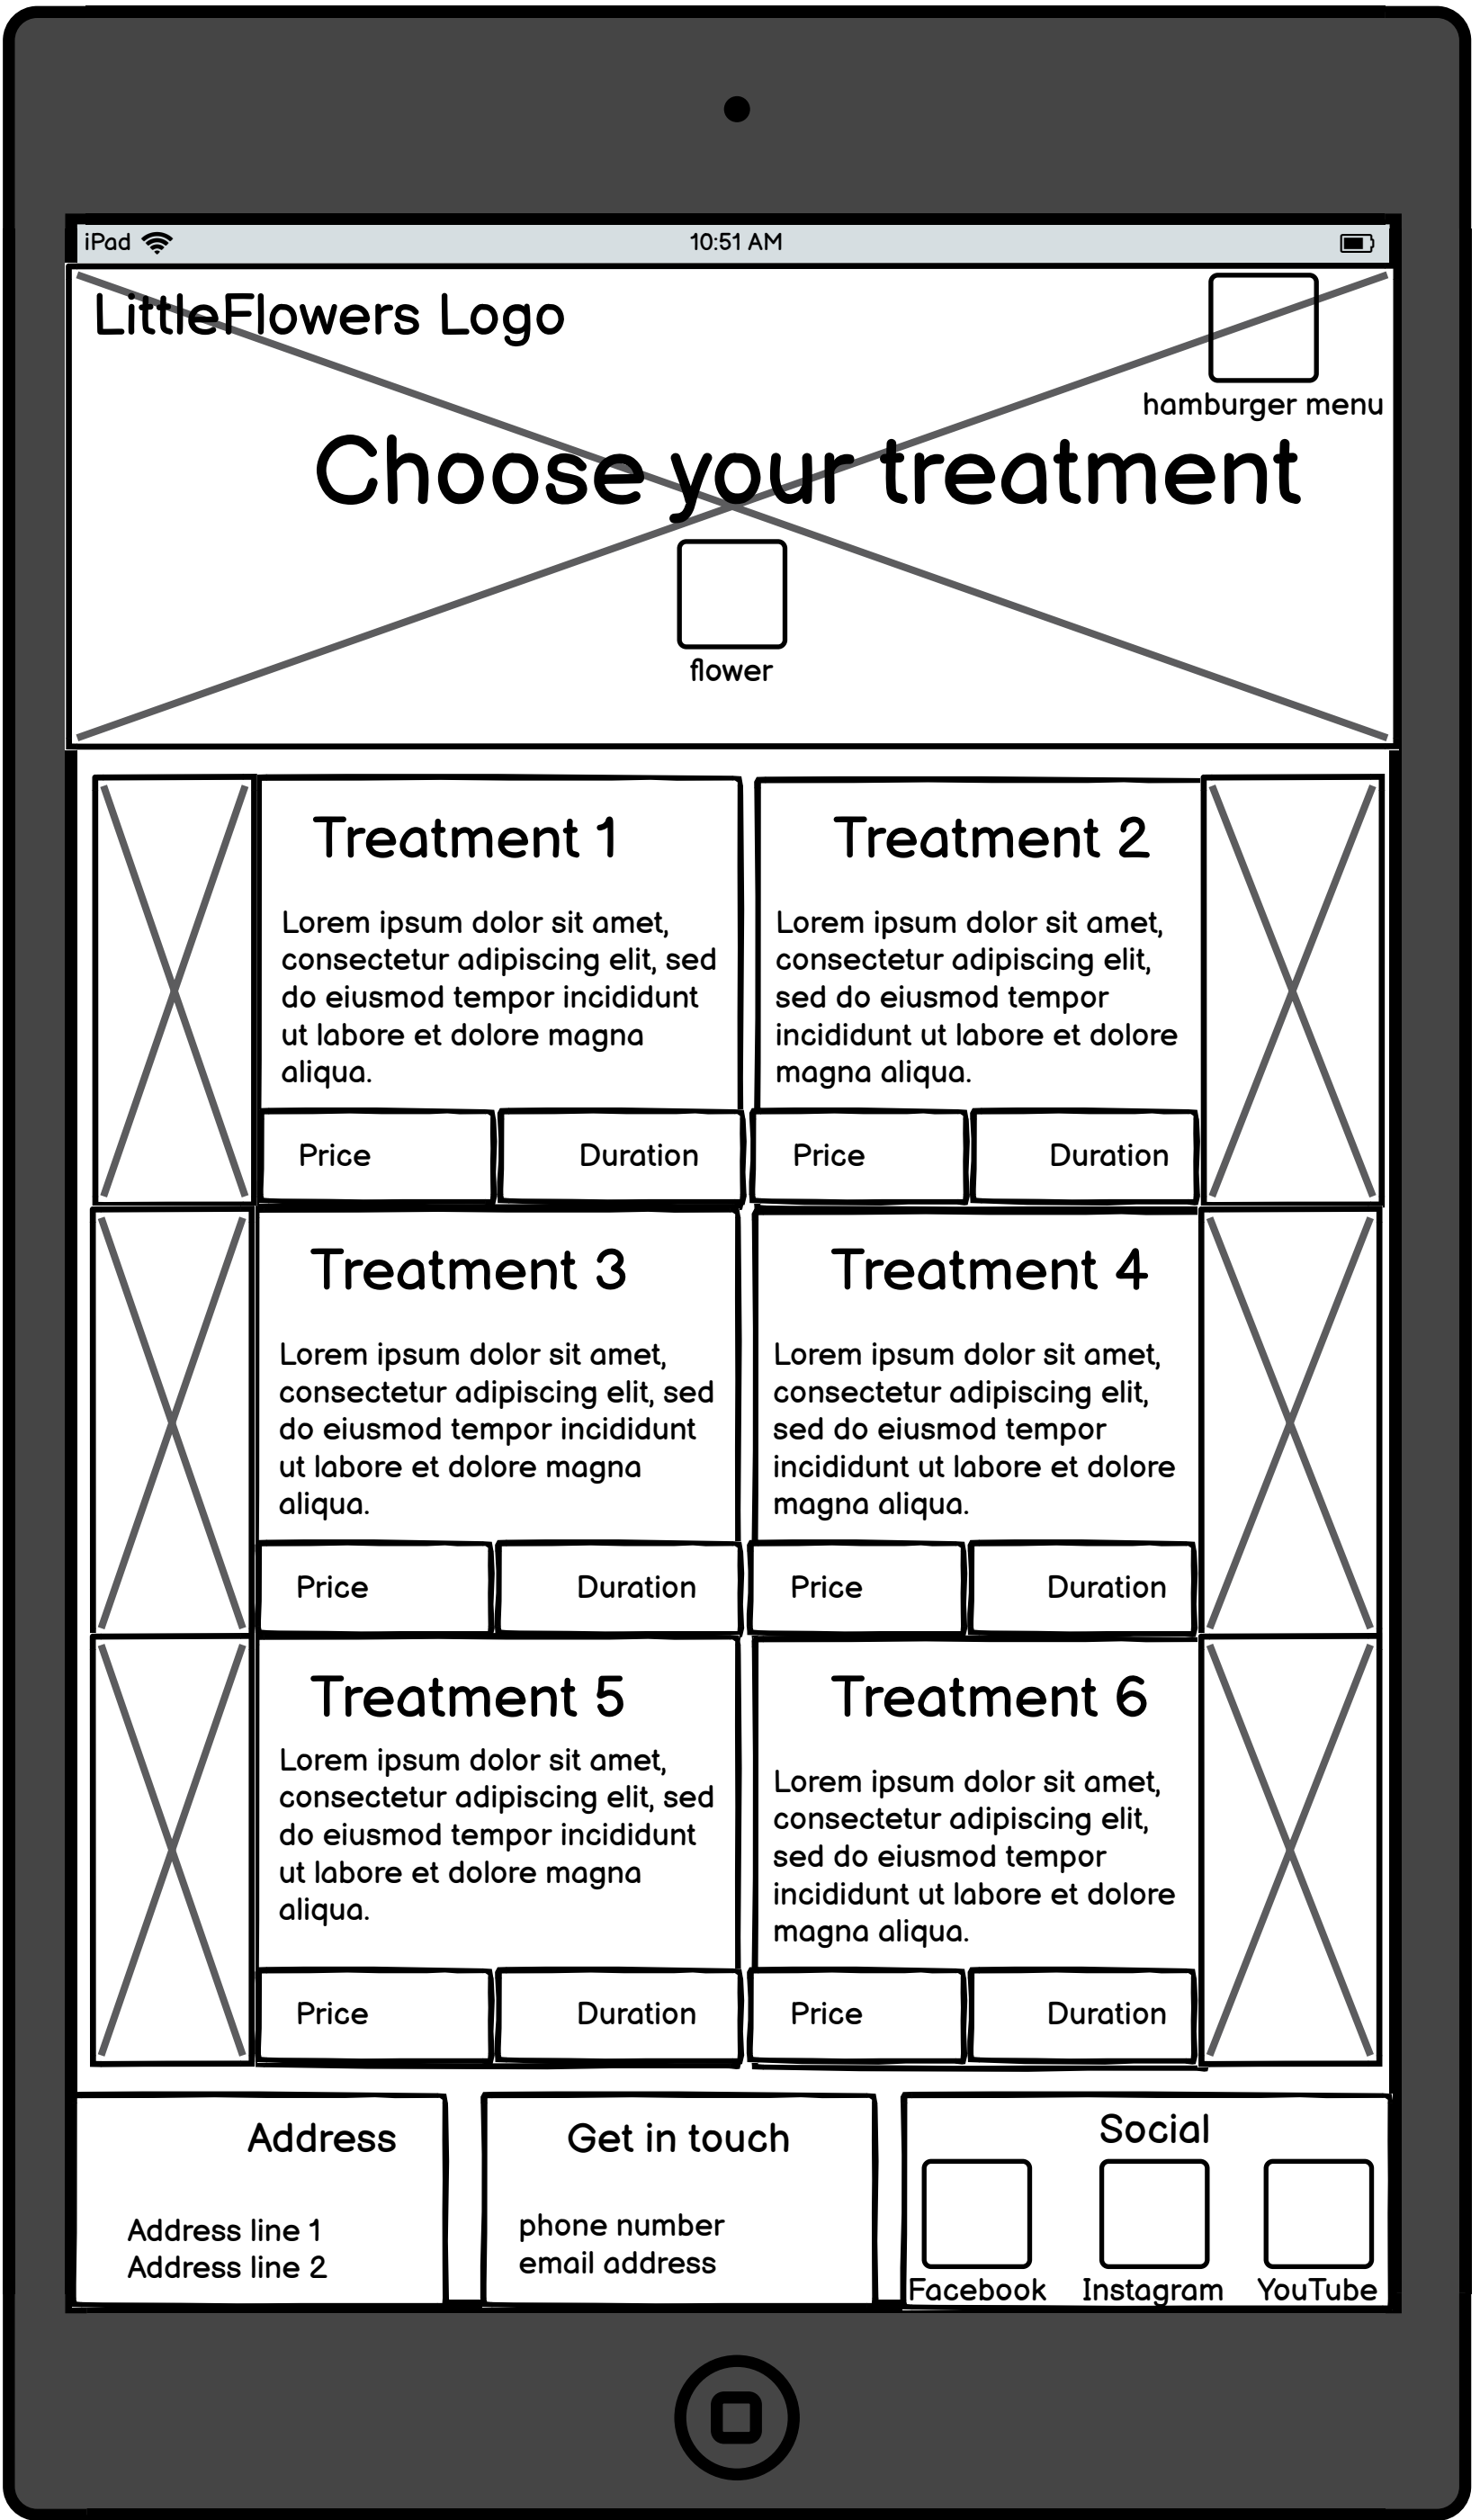 iPad
10:51 AM
LittleFlowers Logo
hamburger menu
Choose your treatment
flower
Treatment 1
Lorem ipsum dolor sit amet,
consectetur adipiscing elit, sed
do eiusmod tempor incididunt
ut labore et dolore magna
aliqua.
Price
Duration
Treatment 2
Lorem ipsum dolor sit amet,
consectetur adipiscing elit,
sed do eiusmod tempor
incididunt ut labore et dolore
magna aliqua.
Price
Duration
Treatment 3
Lorem ipsum dolor sit amet,
consectetur adipiscing elit, sed
do eiusmod tempor incididunt
ut labore et dolore magna
aliqua.
Price
Duration
Treatment 4
Lorem ipsum dolor sit amet,
consectetur adipiscing elit,
sed do eiusmod tempor
incididunt ut labore et dolore
magna aliqua.
Price
Duration
Treatment 5
Lorem ipsum dolor sit amet,
consectetur adipiscing elit, sed
do eiusmod tempor incididunt
ut labore et dolore magna
aliqua.
Price
Duration
Treatment 6
Lorem ipsum dolor sit amet,
consectetur adipiscing elit,
sed do eiusmod tempor
incididunt ut labore et dolore
magna aliqua.
Price
Duration
Address
Address line 1
Address line 2
Get in touch
phone number
email address
Social
Facebook
Instagram
YouTube